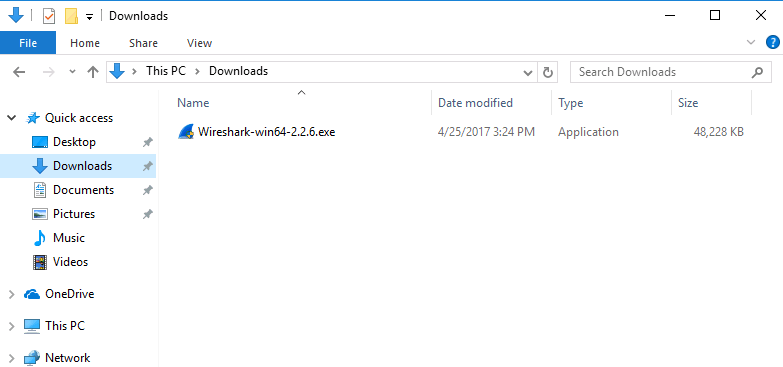 Downloads
File Home Share View
This PC Downloads Search Downloads
Name Date modified Type Size
Quick access
Wireshark-win64-2.2.6.exe 4/25/2017 3:24 PM Application 48,228 KB
Desktop
Downloads
Documents
Pictures
Music
Videos
OneDrive
This PC
Network